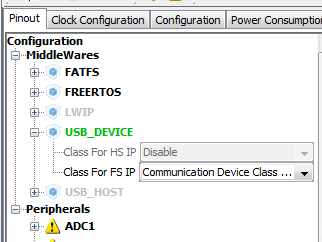 Pinout Clock Configuration Configuration Power Consumption
Configuration
MiddleWares
FATFS
FREERTOS
LWIP
USB_DEVICE
Class For HS IP Disable
Class For FS IP Communication Device Class ...
USB_HOST
Peripherals
ADC1